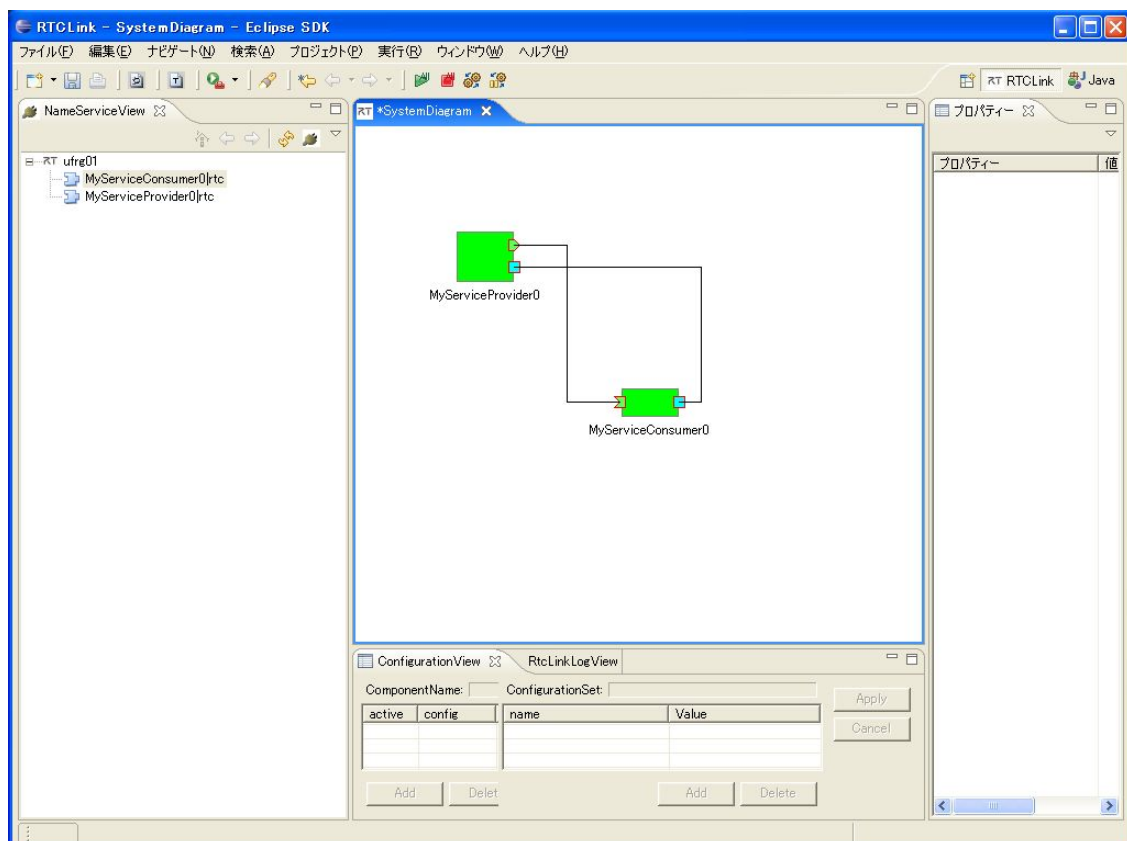 RTCLink - SystemDiagram - Eclipse SDK
ファイル(F) 編集(E) ナビゲート(N) 検索(A) プロジェクト(P) 実行(R) ウィンドウ(W) ヘルプ(H)
RTCLink Java
NameServiceView
*SystemDiagram
プロパティー
ufrg01
MyServiceConsumer0|rtc
MyServiceProvider0|rtc
プロパティー 値
MyServiceProvider0
MyServiceConsumer0
ConfigurationView RtcLinkLogView
ComponentName: ConfigurationSet:
active config name Value
Apply
Cancel
Add Delet Add Delete